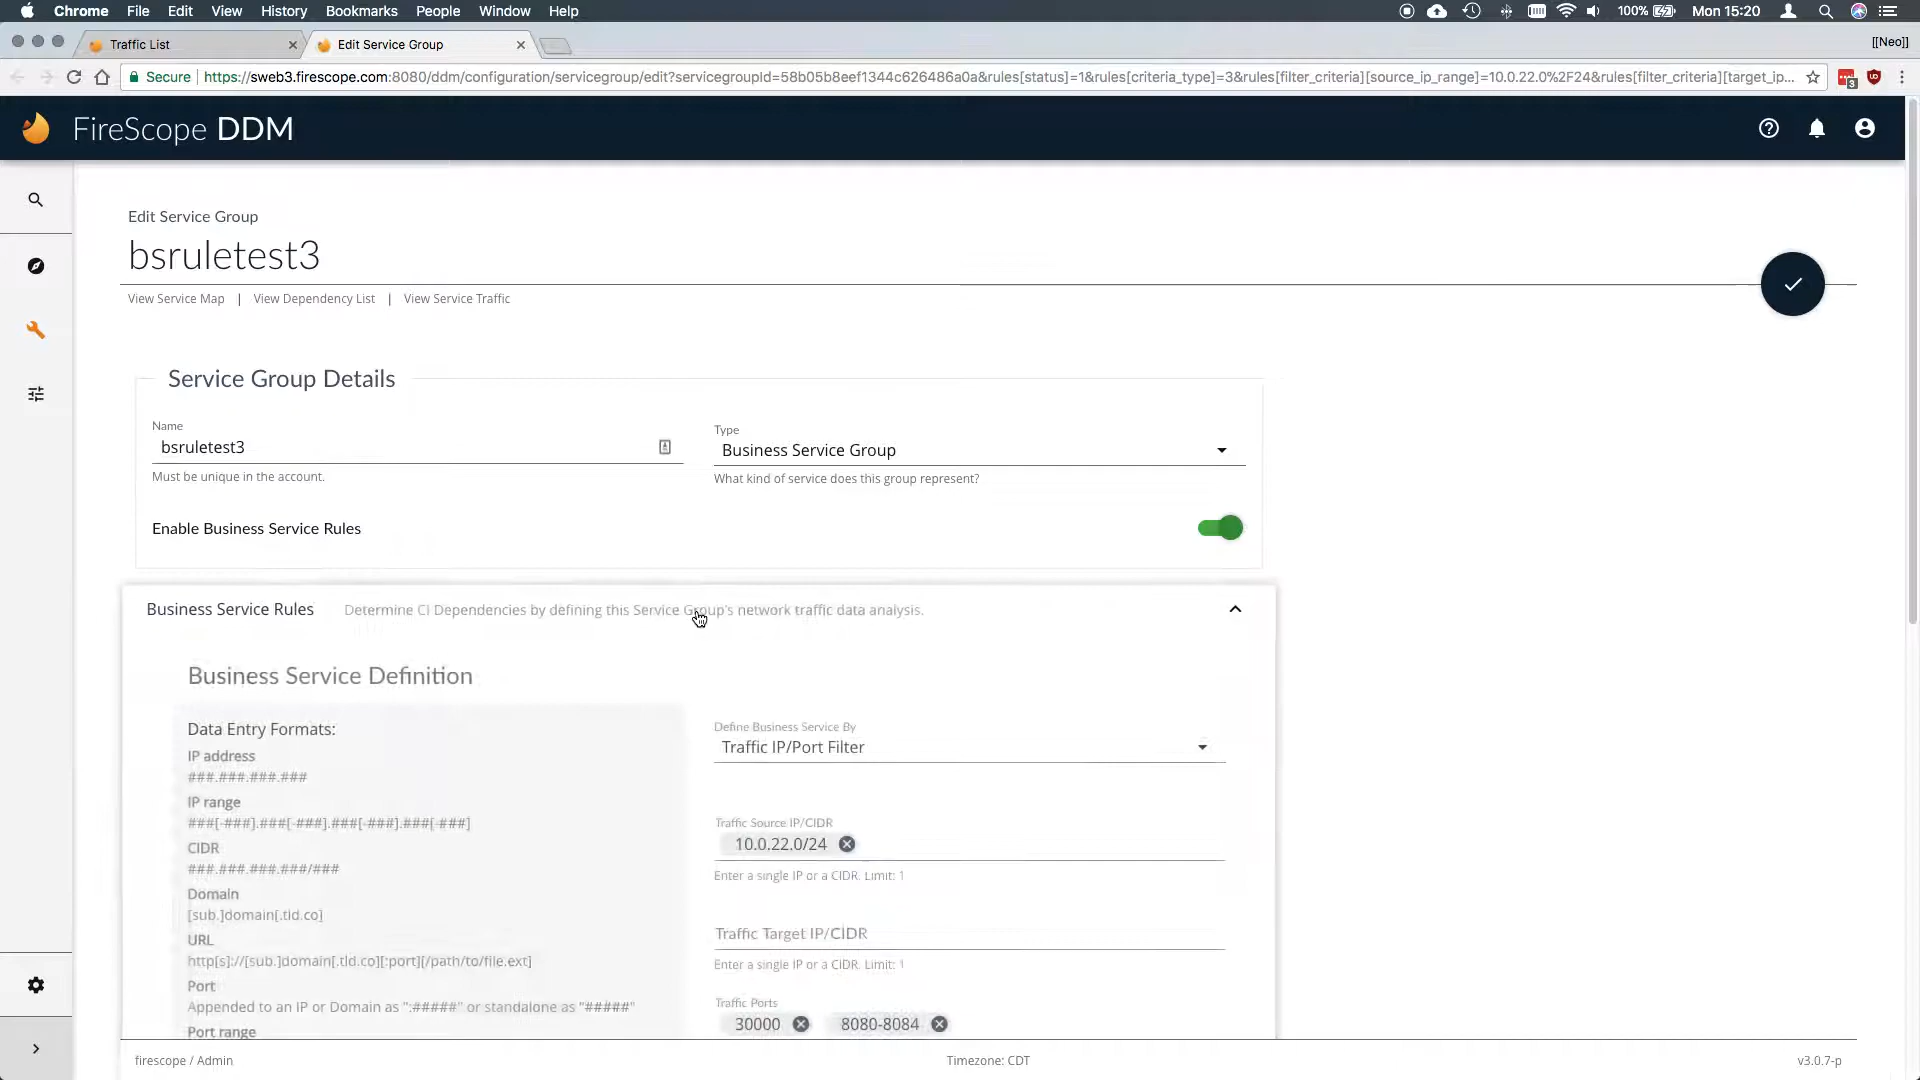 Chrome File Edit View History Bookmarks People Window Help 100% Mon 15:20
Traffic List Edit Service Group [[Neo]]
Secure https://sweb3.firescope.com:8080/ddm/configuration/servicegroup/edit?servicegroupId=58b05b8eef1344c626486a0a&rules[status]=1&rules[criteria_type]=3&rules[filter_criteria][source_ip_range]=10.0.22.0%2F24&rules[filter_criteria][target_ip... 3
FireScope DDM
Edit Service Group
bsruletest3
View Service Map | View Dependency List | View Service Traffic
Service Group Details
Name
bsruletest3
Must be unique in the account.
Type
Business Service Group
What kind of service does this group represent?
Enable Business Service Rules
Business Service Rules Determine CI Dependencies by defining this Service Group's network traffic data analysis.
Business Service Definition
Data Entry Formats:
IP address
###.###.###.###
IP range
###[-###].###[-###].###[-###].###[-###]
CIDR
###.###.###.###/###
Domain
[sub.]domain[.tld.co]
URL
http[s]://[sub.]domain[.tld.co][:port][/path/to/file.ext]
Port
Appended to an IP or Domain as ":#####" or standalone as "#####"
Port range
Define Business Service By
Traffic IP/Port Filter
Traffic Source IP/CIDR
10.0.22.0/24
Enter a single IP or a CIDR. Limit: 1
Traffic Target IP/CIDR
Enter a single IP or a CIDR. Limit: 1
Traffic Ports
30000 8080-8084
firescope / Admin Timezone: CDT v3.0.7-p